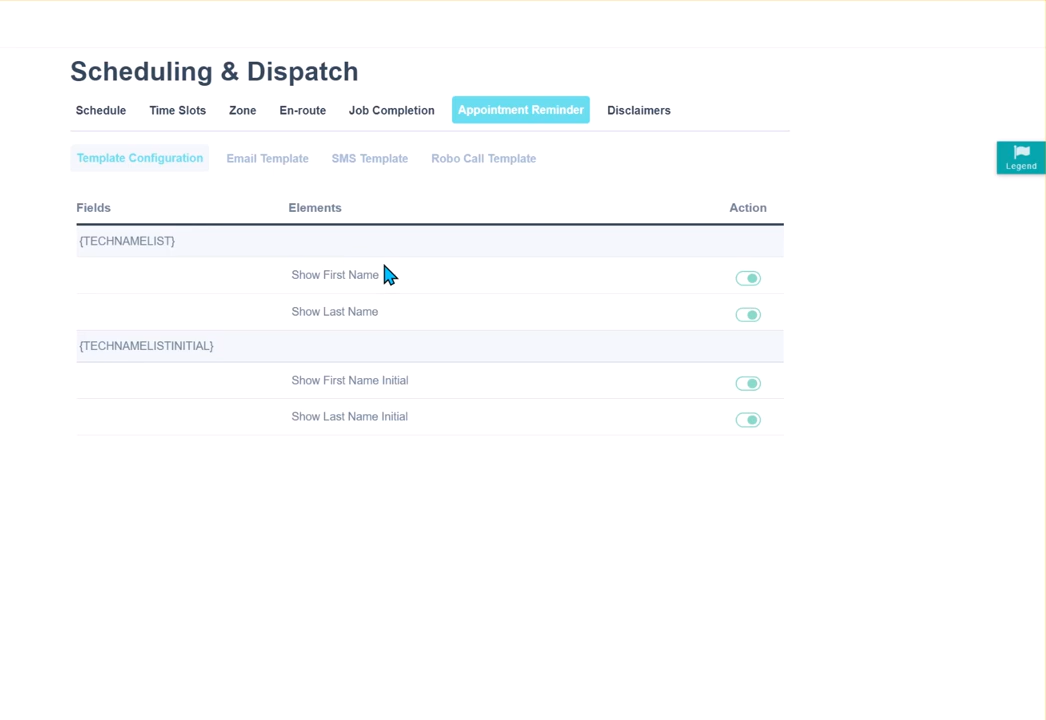 Scheduling & Dispatch
Schedule Time Slots Zone En-route Job Completion Appointment Reminder Disclaimers
Template Configuration Email Template SMS Template Robo Call Template
Legend
Fields Elements Action
{TECHNAMELIST}
Show First Name
Show Last Name
{TECHNAMELISTINITIAL}
Show First Name Initial
Show Last Name Initial